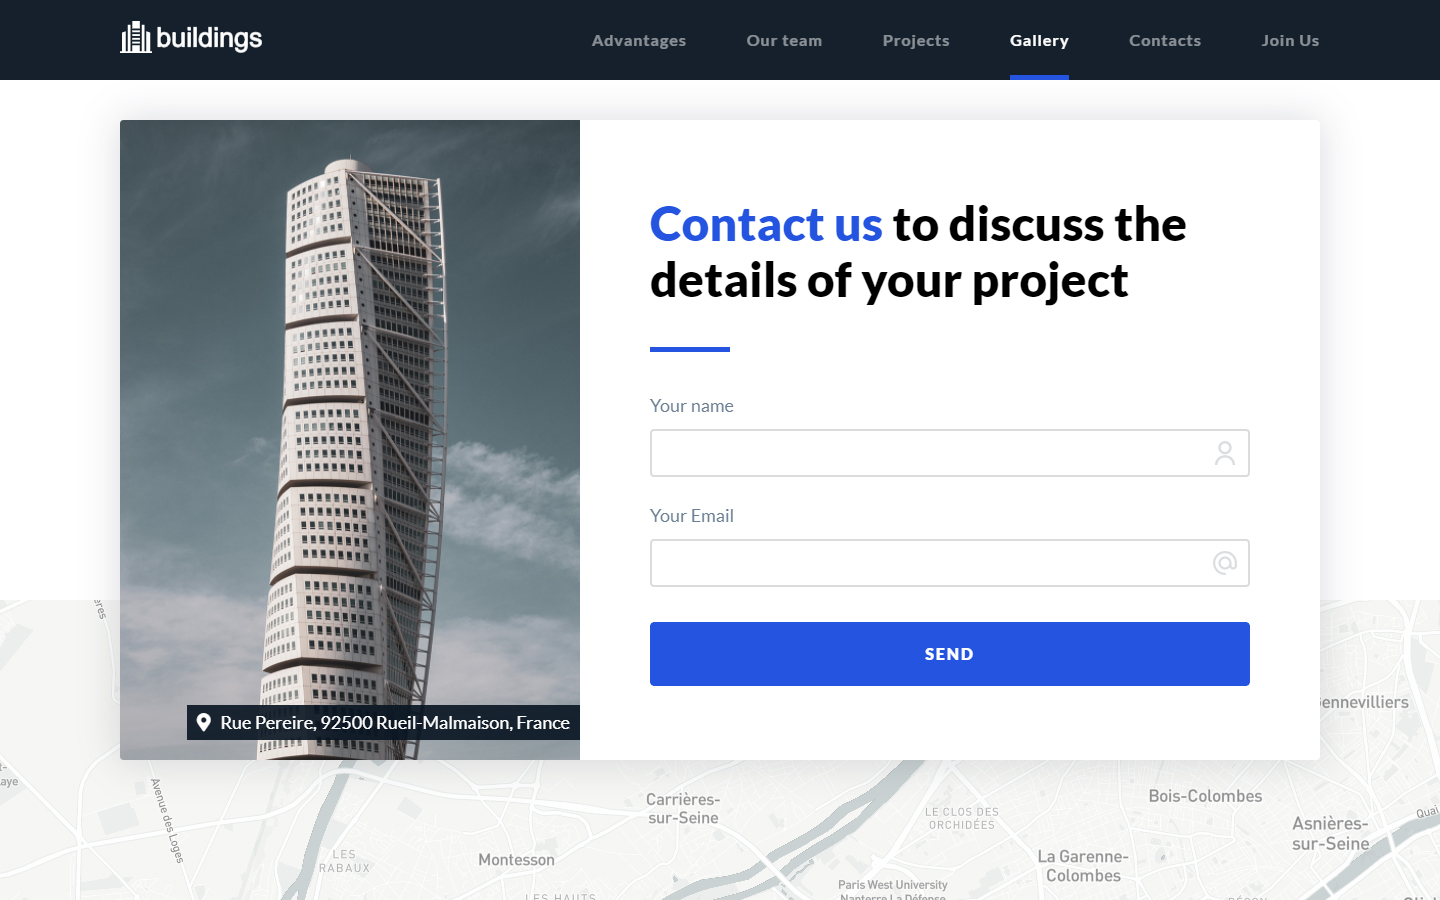 buildings
Advantages
Our team
Projects
Gallery
Contacts
Join Us
Contact us to discuss the
details of your project
Your name
Your Email
SEND
Rue Pereire, 92500 Rueil-Malmaison, France
Avenue des Loges
LES
RABAUX
Montesson
Carrières-
sur-Seine
LES HAUTS
Paris West University
Nanterre La Défense
LE CLOS DES
ORCHIDÉES
La Garenne-
Colombes
Bois-Colombes
Asnières-
sur-Seine
Quai